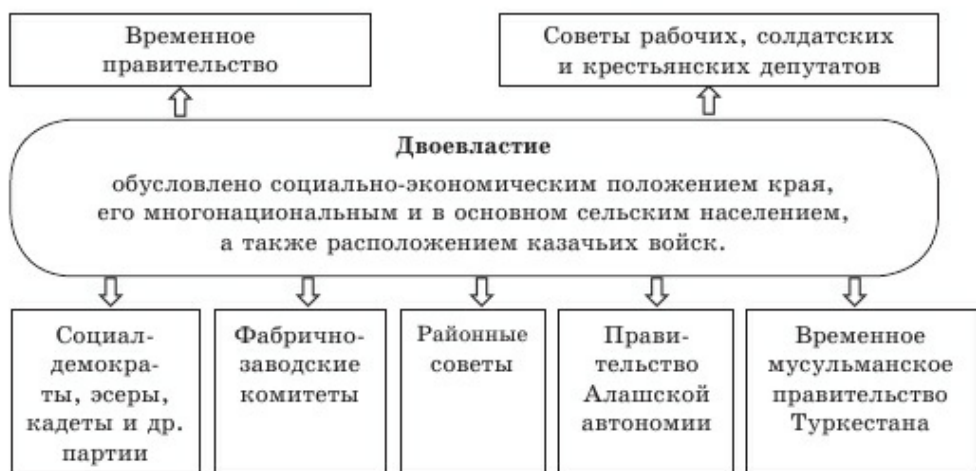 Временное
правительство
Советы рабочих, солдатских
и крестьянских депутатов
Двоевластие
обусловлено социально-экономическим положением края,
его многонациональным и в основном сельским населением,
а также расположением казачьих войск.
Социал-
демокра-
ты, эсеры,
кадеты и др.
партии
Фабрично-
заводские
комитеты
Районные
советы
Прави-
тельство
Алашской
автономии
Временное
мусульманское
правительство
Туркестана